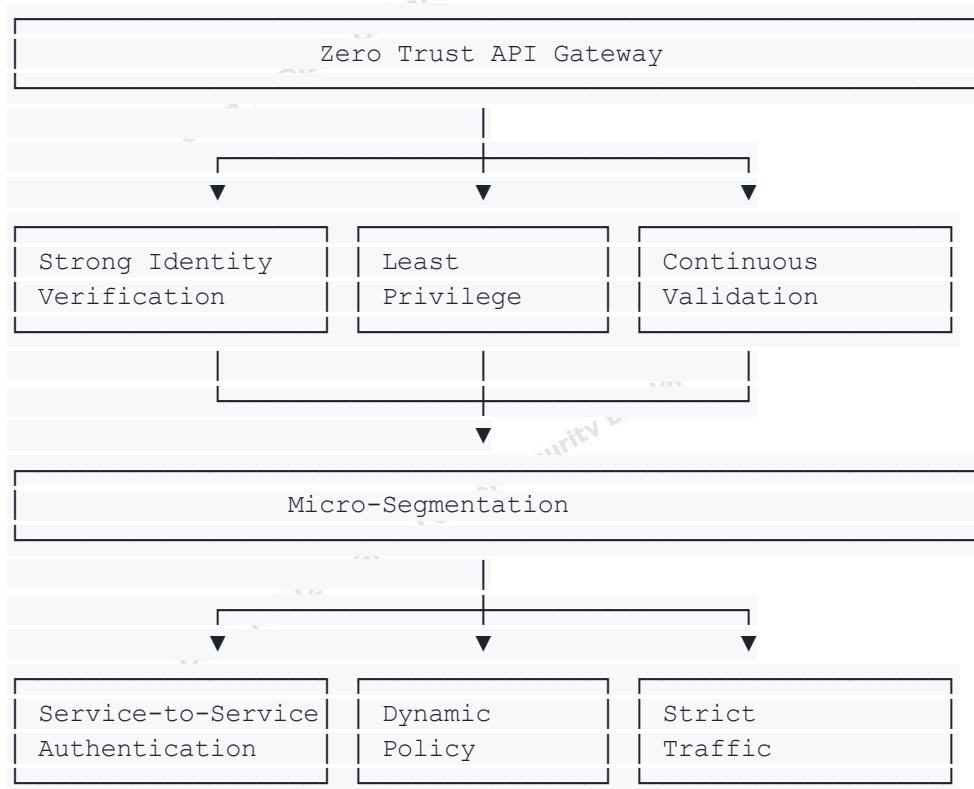 Zero Trust API Gateway
Strong Identity
Verification
Least
Privilege
Continuous
Validation
Micro-Segmentation
Service-to-Service
Authentication
Dynamic
Policy
Strict
Traffic